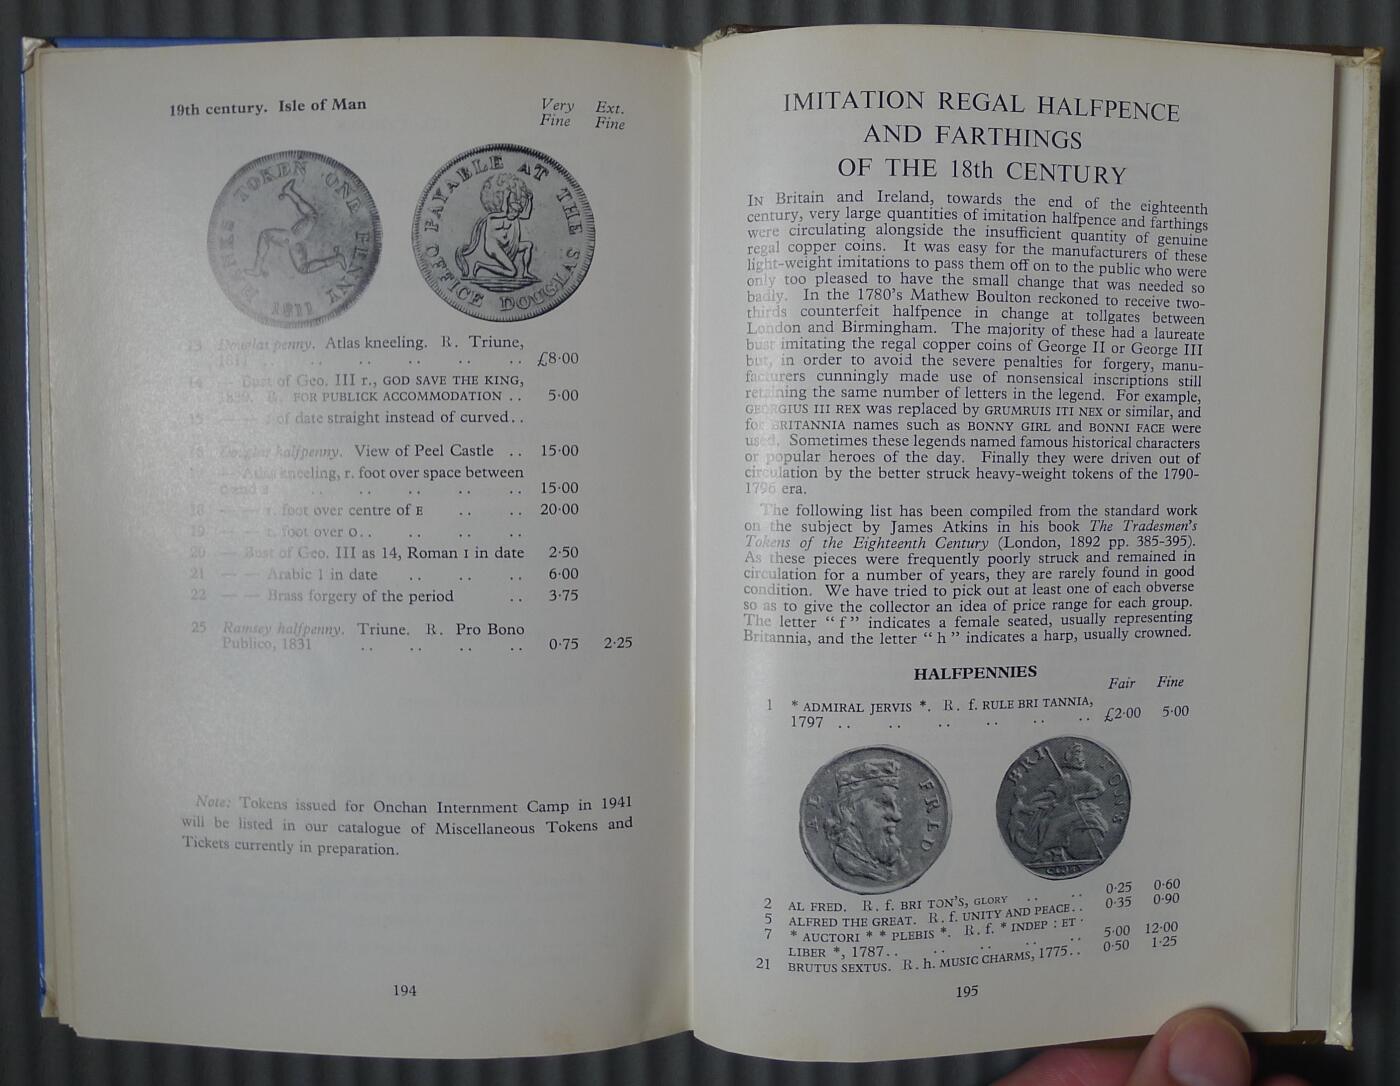 19th century. Isle of Man
Very Ext.
Fine Fine
BANKS TOKEN ONE PENNY
1811
PAYABLE AT THE
OFFICE DOUGLAS
13 Douglas penny. Atlas kneeling. R. Triune,
1811 .. .. .. .. .. £8·00
14 — Bust of Geo. III r., GOD SAVE THE KING,
1830. R. FOR PUBLICK ACCOMMODATION .. 5·00
15 — — of date straight instead of curved..
Douglas halfpenny. View of Peel Castle .. 15·00
— Atlas kneeling, r. foot over space between
.. .. .. .. .. 15·00
18 — — r. foot over centre of E .. .. 20·00
19 — — r. foot over O..
20 — Bust of Geo. III as 14, Roman I in date 2·50
21 — — Arabic 1 in date .. .. .. 6·00
22 — — Brass forgery of the period .. 3·75
25 Ramsey halfpenny. Triune. R. Pro Bono
Publico, 1831 .. .. .. .. 0·75 2·25
Note: Tokens issued for Onchan Internment Camp in 1941
will be listed in our catalogue of Miscellaneous Tokens and
Tickets currently in preparation.
194
IMITATION REGAL HALFPENCE
AND FARTHINGS
OF THE 18th CENTURY
IN Britain and Ireland, towards the end of the eighteenth
century, very large quantities of imitation halfpence and farthings
were circulating alongside the insufficient quantity of genuine
regal copper coins. It was easy for the manufacturers of these
light-weight imitations to pass them off on to the public who were
only too pleased to have the small change that was needed so
badly. In the 1780's Mathew Boulton reckoned to receive two-
thirds counterfeit halfpence in change at tollgates between
London and Birmingham. The majority of these had a laureate
bust imitating the regal copper coins of George II or George III
but, in order to avoid the severe penalties for forgery, manu-
facturers cunningly made use of nonsensical inscriptions still
retaining the same number of letters in the legend. For example,
GEORGIUS III REX was replaced by GRUMRUIS ITI NEX or similar, and
for BRITANNIA names such as BONNY GIRL and BONNI FACE were
used. Sometimes these legends named famous historical characters
or popular heroes of the day. Finally they were driven out of
circulation by the better struck heavy-weight tokens of the 1790-
1796 era.
The following list has been compiled from the standard work
on the subject by James Atkins in his book The Tradesmen's
Tokens of the Eighteenth Century (London, 1892 pp. 385-395).
As these pieces were frequently poorly struck and remained in
circulation for a number of years, they are rarely found in good
condition. We have tried to pick out at least one of each obverse
so as to give the collector an idea of price range for each group.
The letter “ f ” indicates a female seated, usually representing
Britannia, and the letter “ h ” indicates a harp, usually crowned.
HALFPENNIES
Fair Fine
1 * ADMIRAL JERVIS *. R. f. RULE BRI TANNIA,
1797 .. .. .. .. .. .. £2·00 5·00
AL FRED
BRI TONS
2 AL FRED. R. f. BRI TON'S, GLORY .. .. 0·25 0·60
5 ALFRED THE GREAT. R. f. UNITY AND PEACE.. 0·35 0·90
7 * AUCTORI * * PLEBIS *. R. f. * INDEP : ET ·
LIBER *, 1787.. .. .. .. .. 5·00 12·00
21 BRUTUS SEXTUS. R. h. MUSIC CHARMS, 1775.. 0·50 1·25
195